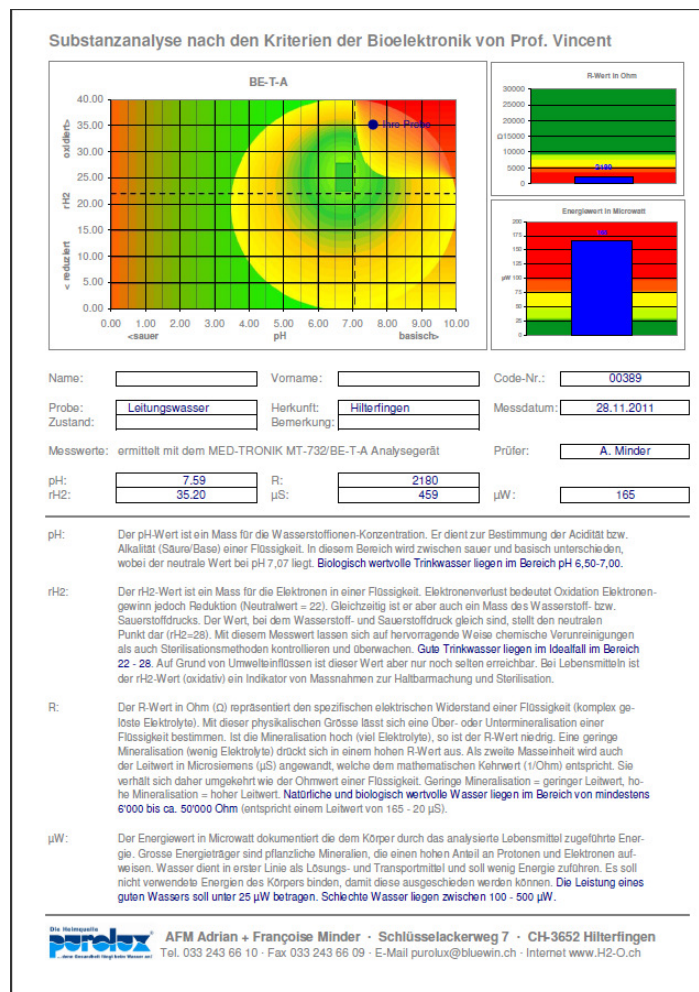 Substanzanalyse nach den Kriterien der Bioelektronik von Prof. Vincent
BE-T-A
40.00
35.00
30.00
25.00
20.00
15.00
10.00
5.00
0.00
oxidiert>
rH2
< reduziert
Ihre Probe
0.00 1.00 2.00 3.00 4.00 5.00 6.00 7.00 8.00 9.00 10.00
<sauer pH basisch>
R-Wert in Ohm
30000
25000
20000
Ω15000
10000
5000
0
2180
Energiewert in Microwatt
200
175
150
125
µW 100
75
50
25
0
165
Name: Vorname: Code-Nr.: 00389
Probe: Leitungswasser Herkunft: Hilterfingen Messdatum: 28.11.2011
Zustand: Bemerkung:
Messwerte: ermittelt mit dem MED-TRONIK MT-732/BE-T-A Analysegerät Prüfer: A. Minder
pH: 7.59 R: 2180
rH2: 35.20 µS: 459 µW: 165
pH: Der pH-Wert ist ein Mass für die Wasserstoffionen-Konzentration. Er dient zur Bestimmung der Acidität bzw.
Alkalität (Säure/Base) einer Flüssigkeit. In diesem Bereich wird zwischen sauer und basisch unterschieden,
wobei der neutrale Wert bei pH 7,07 liegt. Biologisch wertvolle Trinkwasser liegen im Bereich pH 6,50-7,00.
rH2: Der rH2-Wert ist ein Mass für die Elektronen in einer Flüssigkeit. Elektronenverlust bedeutet Oxidation Elektronen-
gewinn jedoch Reduktion (Neutralwert = 22). Gleichzeitig ist er aber auch ein Mass des Wasserstoff- bzw.
Sauerstoffdrucks. Der Wert, bei dem Wasserstoff- und Sauerstoffdruck gleich sind, stellt den neutralen
Punkt dar (rH2=28). Mit diesem Messwert lassen sich auf hervorragende Weise chemische Verunreinigungen
als auch Sterilisationsmethoden kontrollieren und überwachen. Gute Trinkwasser liegen im Idealfall im Bereich
22 - 28. Auf Grund von Umwelteinflüssen ist dieser Wert aber nur noch selten erreichbar. Bei Lebensmitteln ist
der rH2-Wert (oxidativ) ein Indikator von Massnahmen zur Haltbarmachung und Sterilisation.
R: Der R-Wert in Ohm (Ω) repräsentiert den spezifischen elektrischen Widerstand einer Flüssigkeit (komplex ge-
löste Elektrolyte). Mit dieser physikalischen Grösse lässt sich eine Über- oder Untermineralisation einer
Flüssigkeit bestimmen. Ist die Mineralisation hoch (viel Elektrolyte), so ist der R-Wert niedrig. Eine geringe
Mineralisation (wenig Elektrolyte) drückt sich in einem hohen R-Wert aus. Als zweite Masseinheit wird auch
der Leitwert in Microsiemens (µS) angewandt, welche dem mathematischen Kehrwert (1/Ohm) entspricht. Sie
verhält sich daher umgekehrt wie der Ohmwert einer Flüssigkeit. Geringe Mineralisation = geringer Leitwert, ho-
he Mineralisation = hoher Leitwert. Natürliche und biologisch wertvolle Wasser liegen im Bereich von mindestens
6'000 bis ca. 50'000 Ohm (entspricht einem Leitwert von 165 - 20 µS).
µW: Der Energiewert in Microwatt dokumentiert die dem Körper durch das analysierte Lebensmittel zugeführte Ener-
gie. Grosse Energieträger sind pflanzliche Mineralien, die einen hohen Anteil an Protonen und Elektronen auf-
weisen. Wasser dient in erster Linie als Lösungs- und Transportmittel und soll wenig Energie zuführen. Es soll
nicht verwendete Energien des Körpers binden, damit diese ausgeschieden werden können. Die Leistung eines
guten Wassers soll unter 25 µW betragen. Schlechte Wasser liegen zwischen 100 - 500 µW.
Die Heimquelle
purolux
...denn Gesundheit fängt beim Wasser an!
AFM Adrian + Françoise Minder · Schlüsselackerweg 7 · CH-3652 Hilterfingen
Tel. 033 243 66 10 · Fax 033 243 66 09 · E-Mail purolux@bluewin.ch · Internet www.H2-O.ch